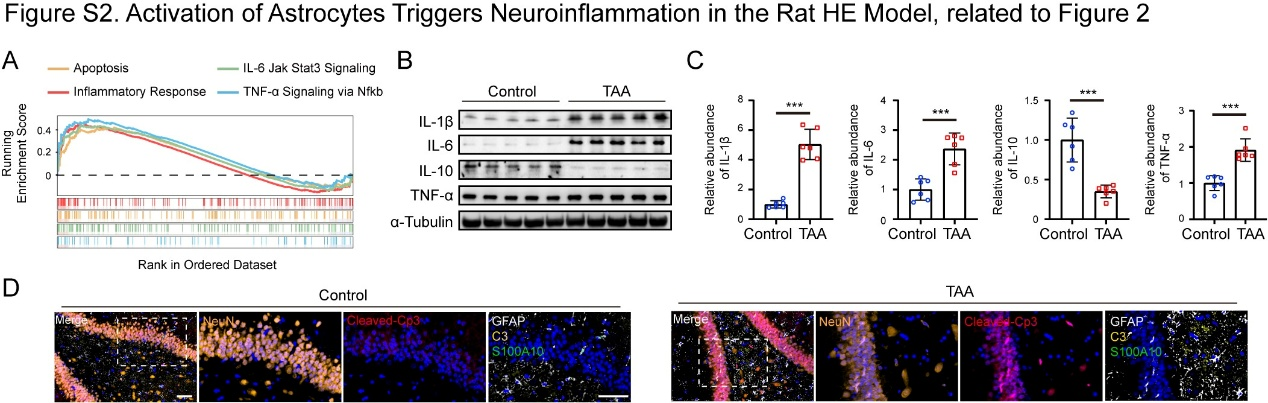 Figure S2. Activation of Astrocytes Triggers Neuroinflammation in the Rat HE Model, related to Figure 2
A
Apoptosis
IL-6 Jak Stat3 Signaling
Inflammatory Response
TNF-α Signaling via Nfkb
Running
Enrichment Score
0.4
0.2
0
Rank in Ordered Dataset
B
Control
TAA
IL-1β
IL-6
IL-10
TNF-α
α-Tubulin
C
Relative abundance
of IL-1β
8
6
4
2
0
***
Control TAA
Relative abundance
of IL-6
4
3
2
1
0
***
Control TAA
Relative abundance
of IL-10
1.5
1.0
0.5
0
***
Control TAA
Relative abundance
of TNF-α
3
2
1
0
***
Control TAA
D
Control
Merge
NeuN
Cleaved-Cp3
GFAP
C3
S100A10
TAA
Merge
NeuN
Cleaved-Cp3
GFAP
C3
S100A10